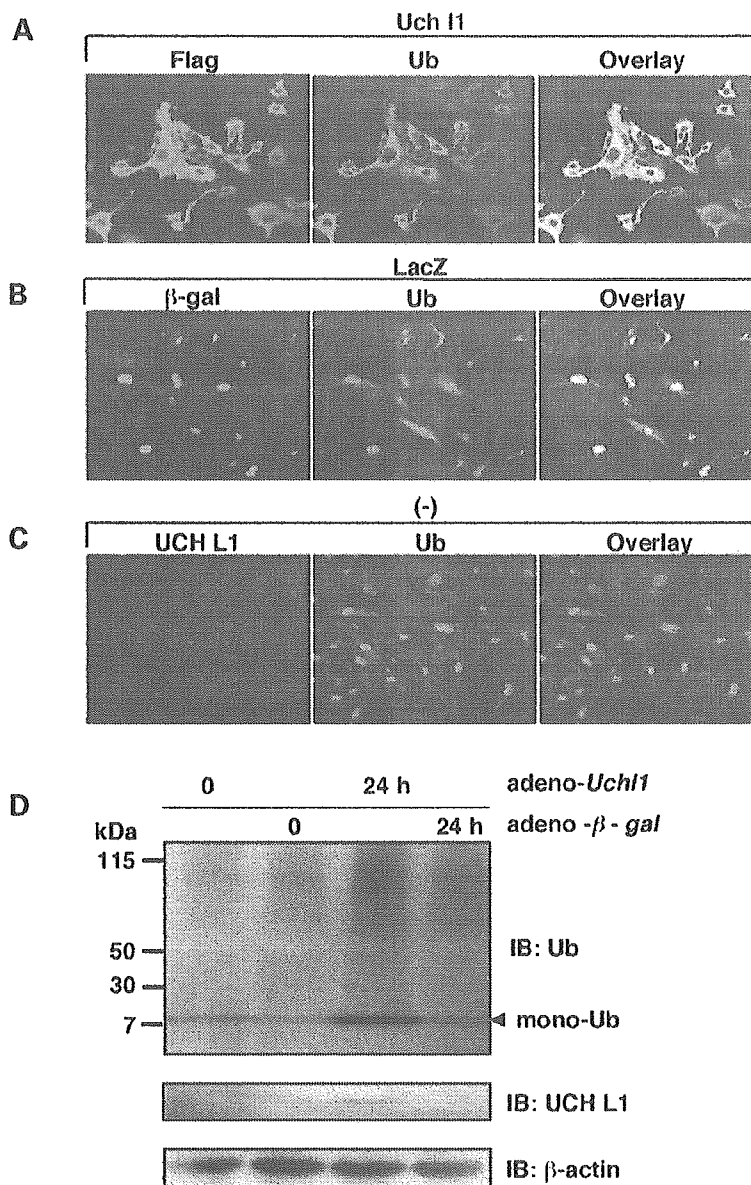 A
Uch l1
Flag Ub Overlay
LacZ
B
β-gal Ub Overlay
(-)
C
UCH L1 Ub Overlay
D
0 24 h adeno-Uchl1
0 24 h adeno -β - gal
kDa
115
50
30
7
IB: Ub
mono-Ub
IB: UCH L1
IB: β-actin